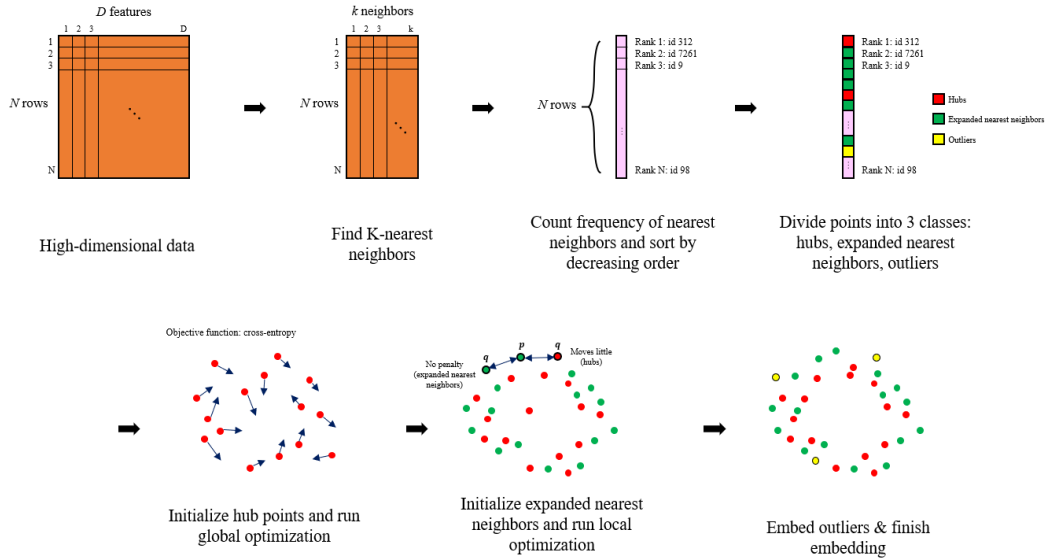 D features
1 2 3 D
1
2
3
N rows
N
High-dimensional data
k neighbors
1 2 3 k
1
2
3
N rows
N
Find K-nearest
neighbors
Rank 1: id 312
Rank 2: id 7261
Rank 3: id 9
N rows
Rank N: id 98
Count frequency of nearest
neighbors and sort by
decreasing order
Rank 1: id 312
Rank 2: id 7261
Rank 3: id 9
Rank N: id 98
Hubs
Expanded nearest neighbors
Outliers
Divide points into 3 classes:
hubs, expanded nearest
neighbors, outliers
Objective function: cross-entropy
Initialize hub points and run
global optimization
q p q
No penalty
(expanded nearest
neighbors)
Moves little
(hubs)
Initialize expanded nearest
neighbors and run local
optimization
Embed outliers & finish
embedding